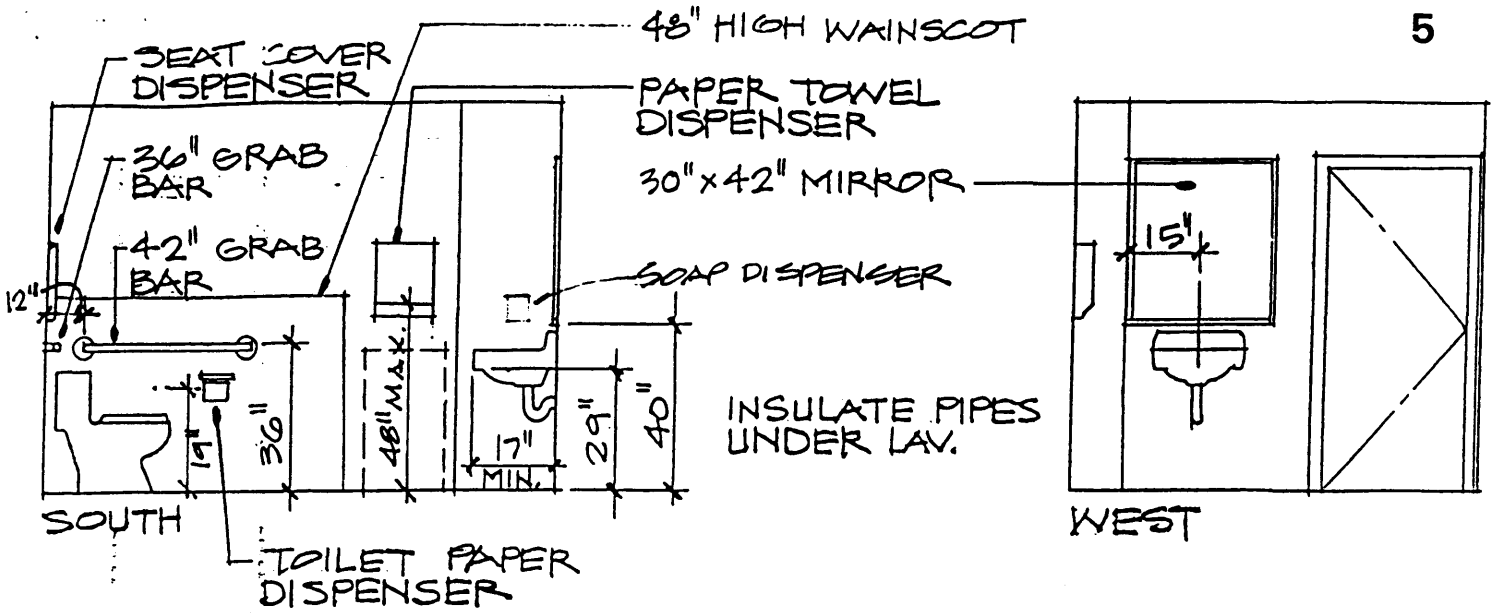 5
SEAT COVER
DISPENSER
36" GRAB
BAR
42" GRAB
BAR
12"
48" HIGH WAINSCOT
PAPER TOWEL
DISPENSER
30" x 42" MIRROR
SOAP DISPENSER
15"
19"
36"
48" MAX.
17"
MIN.
29"
40"
INSULATE PIPES
UNDER LAV.
SOUTH
WEST
TOILET PAPER
DISPENSER